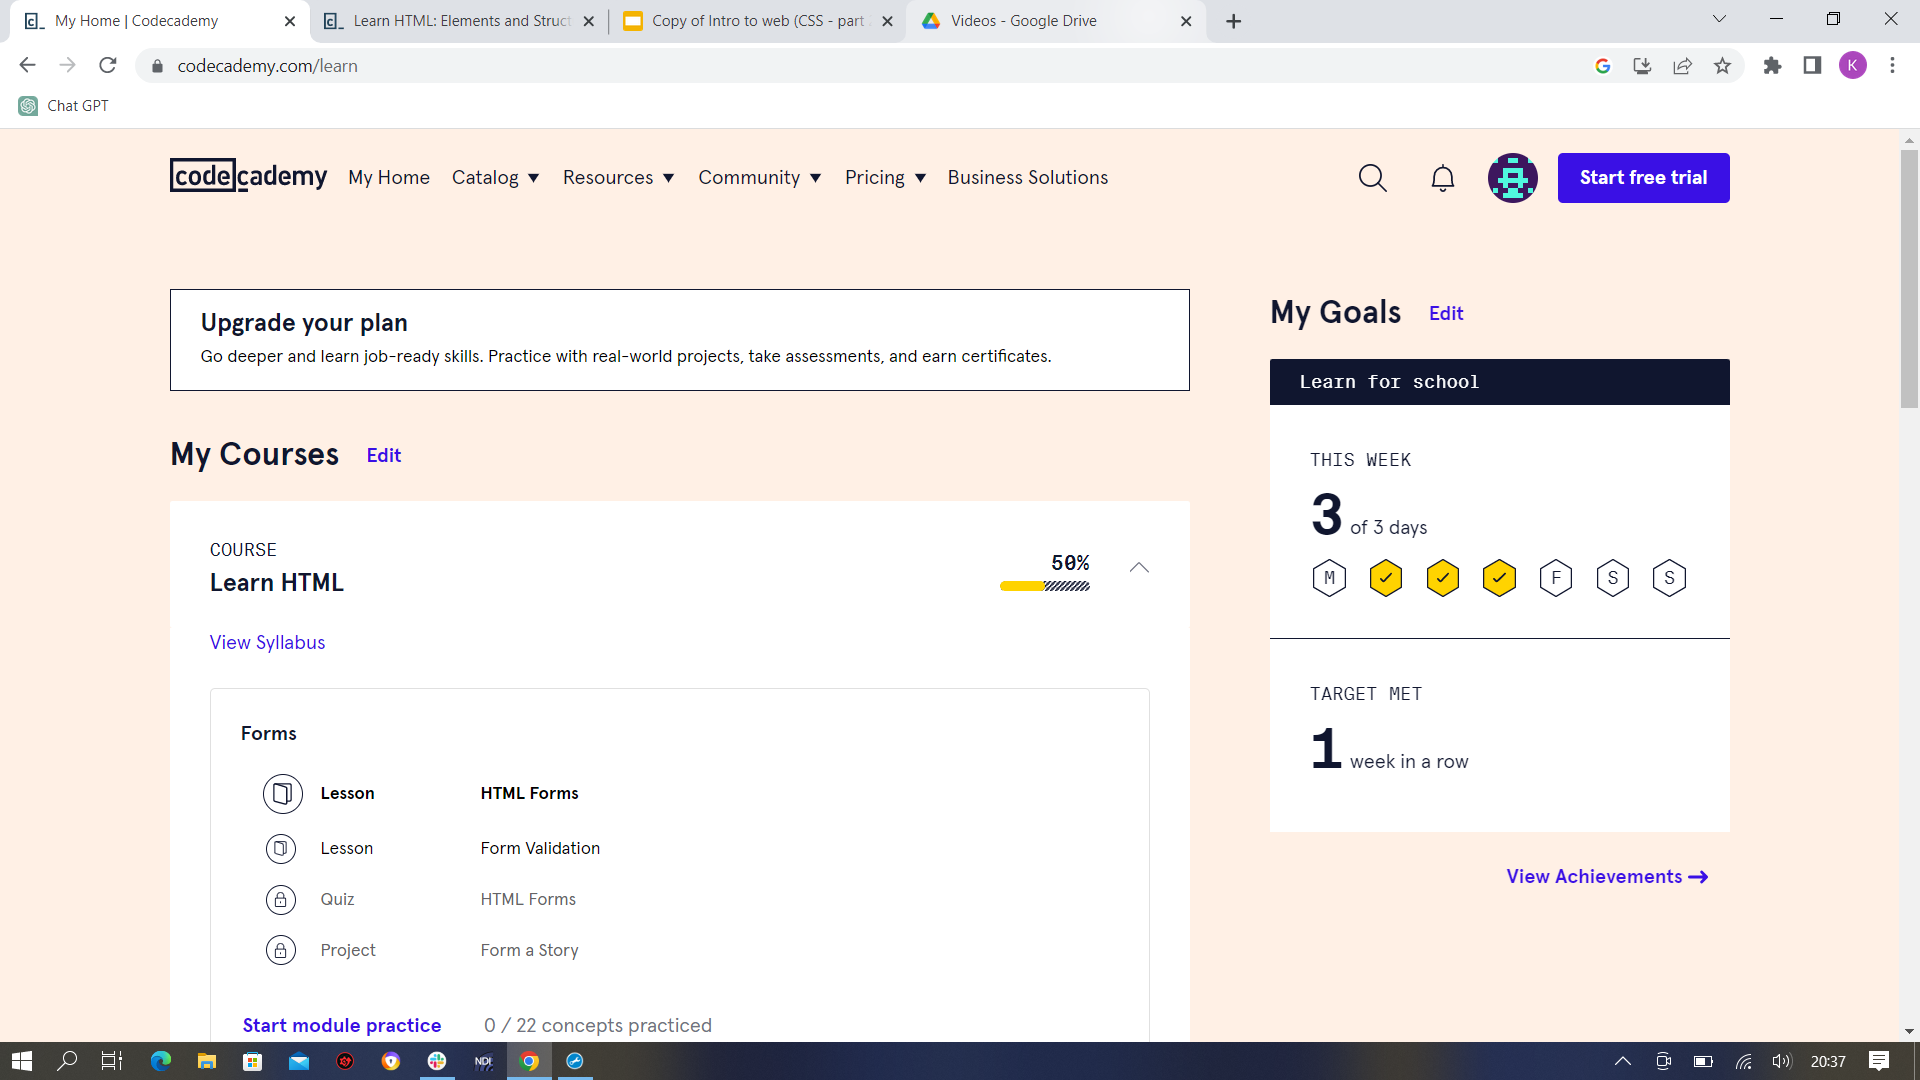 My Home | Codecademy
Learn HTML: Elements and Struct
Copy of Intro to web (CSS - part
Videos - Google Drive
codecademy.com/learn
K
Chat GPT
codecademy
My Home
Catalog
Resources
Community
Pricing
Business Solutions
Start free trial
Upgrade your plan
Go deeper and learn job-ready skills. Practice with real-world projects, take assessments, and earn certificates.
My Courses
Edit
COURSE
Learn HTML
50%
View Syllabus
Forms
Lesson HTML Forms
Lesson Form Validation
Quiz HTML Forms
Project Form a Story
Start module practice 0 / 22 concepts practiced
My Goals
Edit
Learn for school
THIS WEEK
3 of 3 days
M F S S
TARGET MET
1 week in a row
View Achievements
NDI
20:37